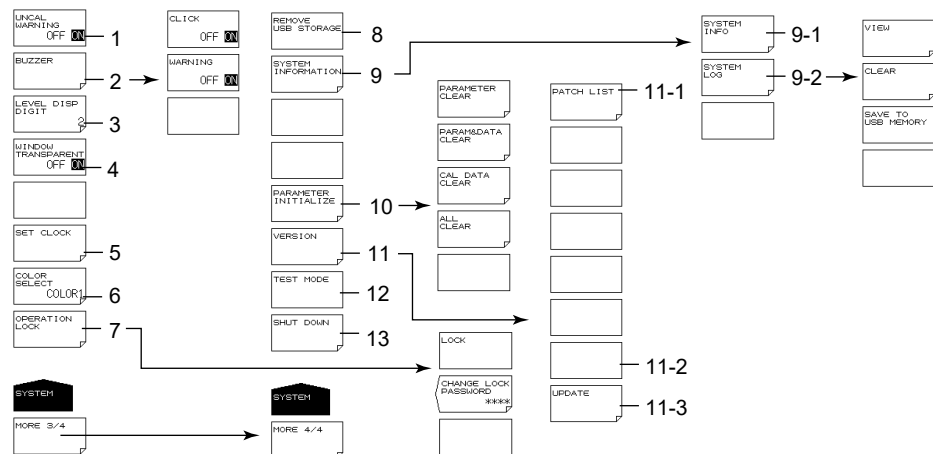 UNCAL
WARNING
OFF ON
1
BUZZER
2
LEVEL DISP
DIGIT
2
3
WINDOW
TRANSPARENT
OFF ON
4
SET CLOCK
5
COLOR
SELECT
COLOR1
6
OPERATION
LOCK
7
SYSTEM
MORE 3/4
CLICK
OFF ON
WARNING
OFF ON
REMOVE
USB STORAGE
8
SYSTEM
INFORMATION
9
PARAMETER
INITIALIZE
10
VERSION
11
TEST MODE
12
SHUT DOWN
13
SYSTEM
MORE 4/4
PARAMETER
CLEAR
PARAM&DATA
CLEAR
CAL DATA
CLEAR
ALL
CLEAR
LOCK
CHANGE LOCK
PASSWORD
****
PATCH LIST
11-1
11-2
UPDATE
11-3
SYSTEM
INFO
9-1
SYSTEM
LOG
9-2
VIEW
CLEAR
SAVE TO
USB MEMORY